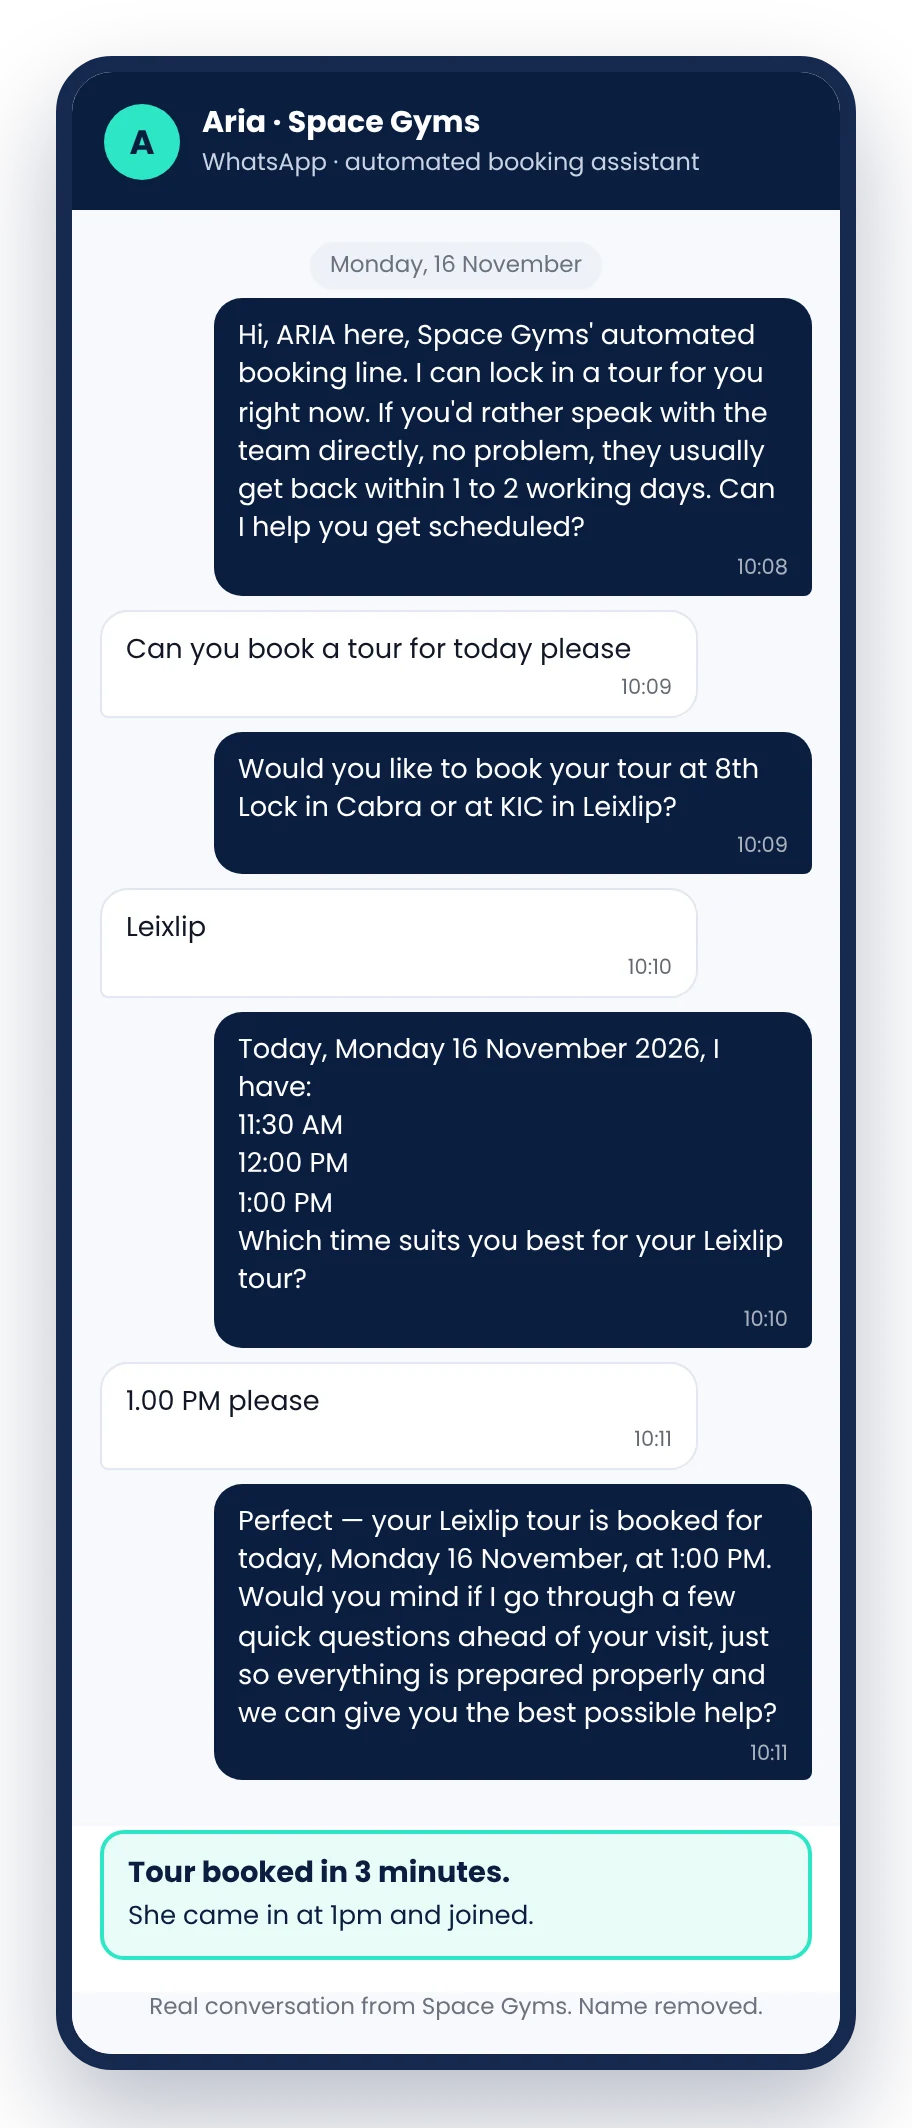 A
Aria · Space Gyms
WhatsApp · automated booking assistant
Monday, 16 November
Hi, ARIA here, Space Gyms' automated
booking line. I can lock in a tour for you
right now. If you'd rather speak with the
team directly, no problem, they usually
get back within 1 to 2 working days. Can
I help you get scheduled?
10:08
Can you book a tour for today please
10:09
Would you like to book your tour at 8th
Lock in Cabra or at KIC in Leixlip?
10:09
Leixlip
10:10
Today, Monday 16 November 2026, I
have:
11:30 AM
12:00 PM
1:00 PM
Which time suits you best for your Leixlip
tour?
10:10
1.00 PM please
10:11
Perfect — your Leixlip tour is booked for
today, Monday 16 November, at 1:00 PM.
Would you mind if I go through a few
quick questions ahead of your visit, just
so everything is prepared properly and
we can give you the best possible help?
10:11
Tour booked in 3 minutes.
She came in at 1pm and joined.
Real conversation from Space Gyms. Name removed.